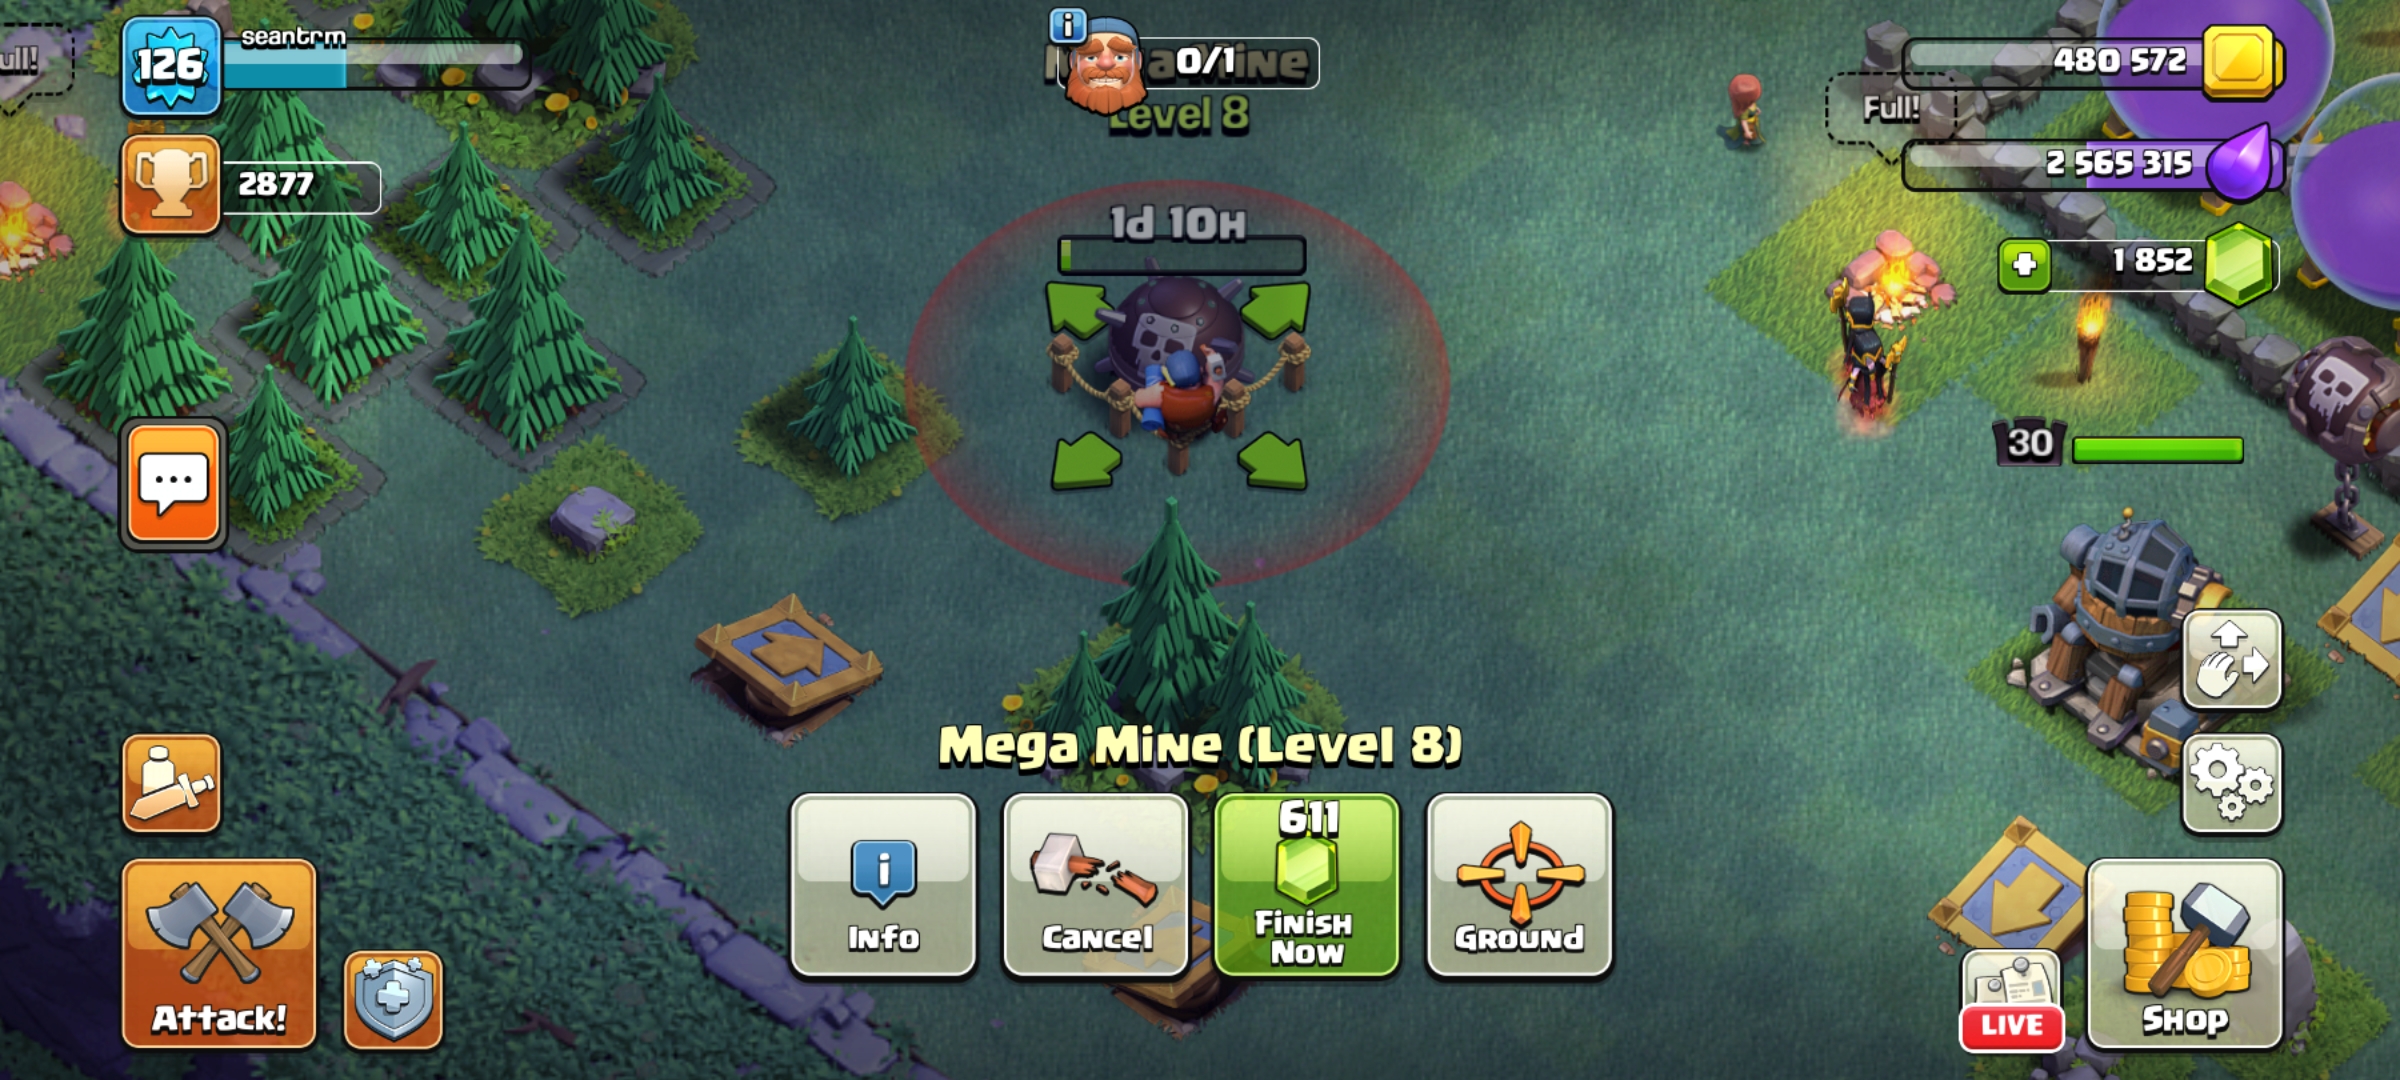 ull!
126
seantrm
0/1
Level 8
480 572
Full!
2877
2 565 315
1d 10H
1 852
30
Mega Mine (Level 8)
611
Info
Cancel
Finish
Now
Ground
Attack!
LIVE
Shop